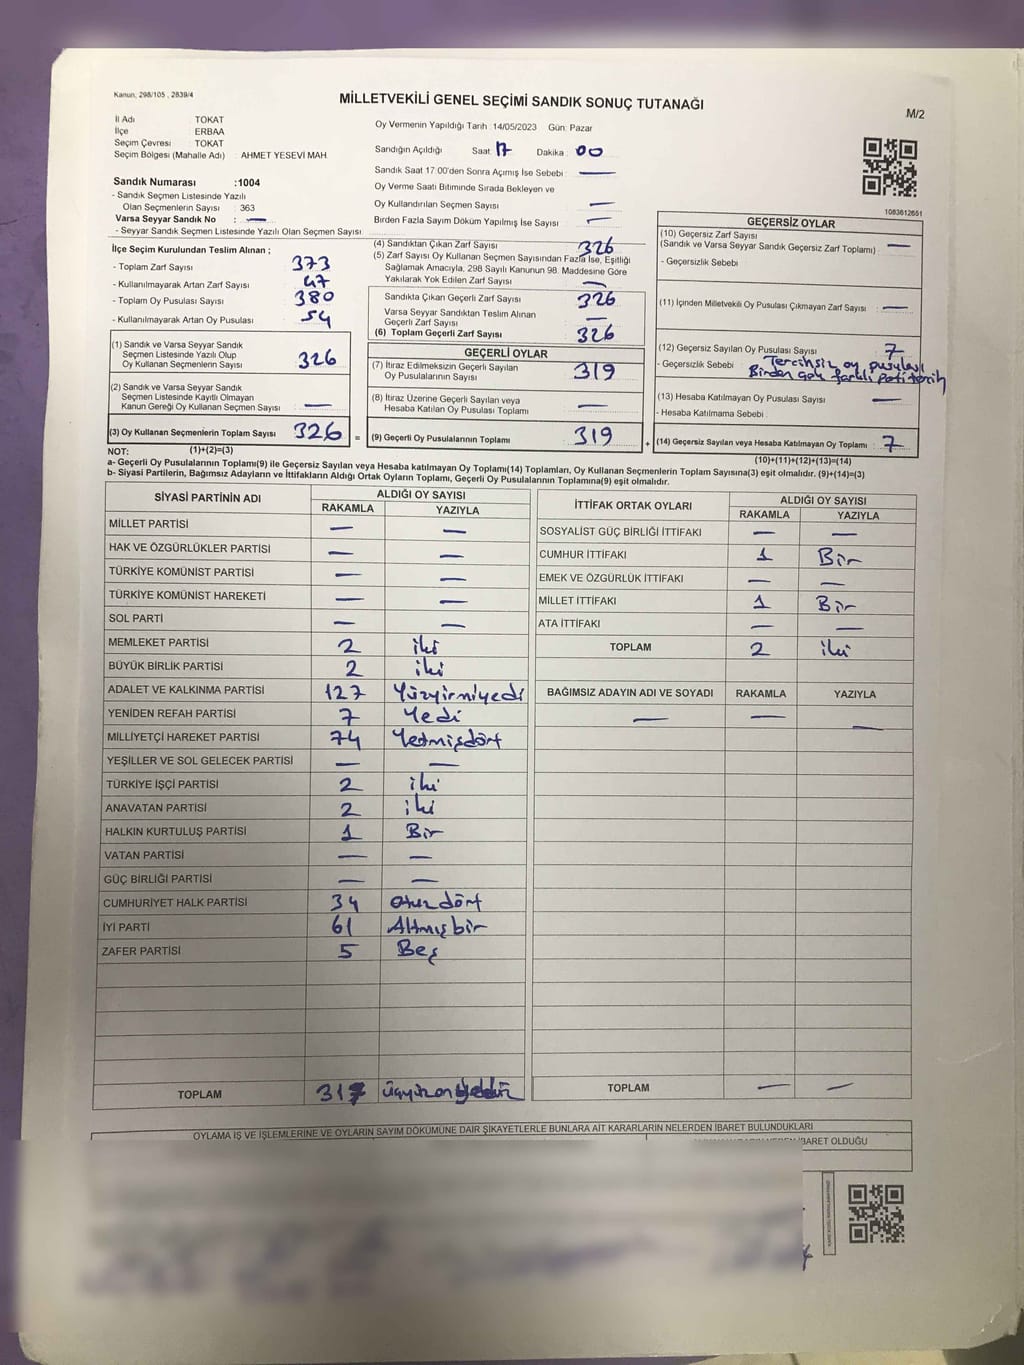 Kanun, 298/105 , 2839/4
MİLLETVEKİLİ GENEL SEÇİMİ SANDIK SONUÇ TUTANAĞI
M/2
İl Adı : TOKAT
İlçe : ERBAA
Seçim Çevresi : TOKAT
Seçim Bölgesi (Mahalle Adı) : AHMET YESEVİ MAH.
Oy Vermenin Yapıldığı Tarih :14/05/2023 Gün: Pazar
Sandığın Açıldığı Saat: 17 Dakika : 00
Sandık Saat 17:00'den Sonra Açımış İse Sebebi : —
Oy Verme Saati Bitiminde Sırada Bekleyen ve
Oy Kullandırılan Seçmen Sayısı : —
Birden Fazla Sayım Döküm Yapılmış İse Sayısı : —
Sandık Numarası :1004
- Sandık Seçmen Listesinde Yazılı
Olan Seçmenlerin Sayısı : 363
Varsa Seyyar Sandık No : —
- Seyyar Sandık Seçmen Listesinde Yazılı Olan Seçmen Sayısı :
1083612651
İlçe Seçim Kurulundan Teslim Alınan ;
- Toplam Zarf Sayısı : 373
- Kullanılmayarak Artan Zarf Sayısı : 47
- Toplam Oy Pusulası Sayısı : 380
- Kullanılmayarak Artan Oy Pusulası : 54
(1) Sandık ve Varsa Seyyar Sandık
Seçmen Listesinde Yazılı Olup
Oy Kullanan Seçmenlerin Sayısı : 326
(2) Sandık ve Varsa Seyyar Sandık
Seçmen Listesinde Kayıtlı Olmayan
Kanun Gereği Oy Kullanan Seçmen Sayısı : —
(3) Oy Kullanan Seçmenlerin Toplam Sayısı : 326
(1)+(2)=(3)
(4) Sandıktan Çıkan Zarf Sayısı : 326
(5) Zarf Sayısı Oy Kullanan Seçmen Sayısından Fazla İse, Eşitliği
Sağlamak Amacıyla, 298 Sayılı Kanunun 98. Maddesine Göre
Yakılarak Yok Edilen Zarf Sayısı : —
Sandıkta Çıkan Geçerli Zarf Sayısı : 326
Varsa Seyyar Sandıktan Teslim Alınan
Geçerli Zarf Sayısı : —
(6) Toplam Geçerli Zarf Sayısı : 326
GEÇERLİ OYLAR
(7) İtiraz Edilmeksizin Geçerli Sayılan
Oy Pusulalarının Sayısı : 319
(8) İtiraz Üzerine Geçerli Sayılan veya
Hesaba Katılan Oy Pusulası Toplamı : —
= (9) Geçerli Oy Pusulalarının Toplamı : 319
GEÇERSİZ OYLAR
(10) Geçersiz Zarf Sayısı
(Sandık ve Varsa Seyyar Sandık Geçersiz Zarf Toplamı) : —
- Geçersizlik Sebebi :
(11) İçinden Milletvekili Oy Pusulası Çıkmayan Zarf Sayısı : —
(12) Geçersiz Sayılan Oy Pusulası Sayısı : 7
- Geçersizlik Sebebi : Tercihsiz oy pusulası
Birden çok farklı parti tercih
(13) Hesaba Katılmayan Oy Pusulası Sayısı : —
- Hesaba Katılmama Sebebi :
+ (14) Geçersiz Sayılan veya Hesaba Katılmayan Oy Toplamı : 7
(10)+(11)+(12)+(13)=(14)
NOT:
a- Geçerli Oy Pusulalarının Toplamı(9) ile Geçersiz Sayılan veya Hesaba katılmayan Oy Toplamı(14) Toplamları, Oy Kullanan Seçmenlerin Toplam Sayısına(3) eşit olmalıdır. (9)+(14)=(3)
b- Siyasi Partilerin, Bağımsız Adayların ve İttifakların Aldığı Ortak Oyların Toplamı, Geçerli Oy Pusulalarının Toplamına(9) eşit olmalıdır.
SİYASİ PARTİNİN ADI ALDIĞI OY SAYISI
RAKAMLA YAZIYLA
MİLLET PARTİSİ — —
HAK VE ÖZGÜRLÜKLER PARTİSİ — —
TÜRKİYE KOMÜNİST PARTİSİ — —
TÜRKİYE KOMÜNİST HAREKETİ — —
SOL PARTİ — —
MEMLEKET PARTİSİ 2 iki
BÜYÜK BİRLİK PARTİSİ 2 iki
ADALET VE KALKINMA PARTİSİ 127 Yüzyirmiyedi
YENİDEN REFAH PARTİSİ 7 Yedi
MİLLİYETÇİ HAREKET PARTİSİ 74 Yetmişdört
YEŞİLLER VE SOL GELECEK PARTİSİ — —
TÜRKİYE İŞÇİ PARTİSİ 2 iki
ANAVATAN PARTİSİ 2 iki
HALKIN KURTULUŞ PARTİSİ 1 Bir
VATAN PARTİSİ — —
GÜÇ BİRLİĞİ PARTİSİ — —
CUMHURİYET HALK PARTİSİ 34 otuzdört
İYİ PARTİ 61 Altmışbir
ZAFER PARTİSİ 5 Beş
TOPLAM 317
İTTİFAK ORTAK OYLARI ALDIĞI OY SAYISI
RAKAMLA YAZIYLA
SOSYALİST GÜÇ BİRLİĞİ İTTİFAKI — —
CUMHUR İTTİFAKI 1 Bir
EMEK VE ÖZGÜRLÜK İTTİFAKI — —
MİLLET İTTİFAKI 1 Bir
ATA İTTİFAKI — —
TOPLAM 2 iki
BAĞIMSIZ ADAYIN ADI VE SOYADI RAKAMLA YAZIYLA
— — —
TOPLAM — —
OYLAMA İŞ VE İŞLEMLERİNE VE OYLARIN SAYIM DÖKÜMÜNE DAİR ŞİKAYETLERLE BUNLARA AİT KARARLARIN NELERDEN İBARET BULUNDUKLARI
İBARET OLDUĞU